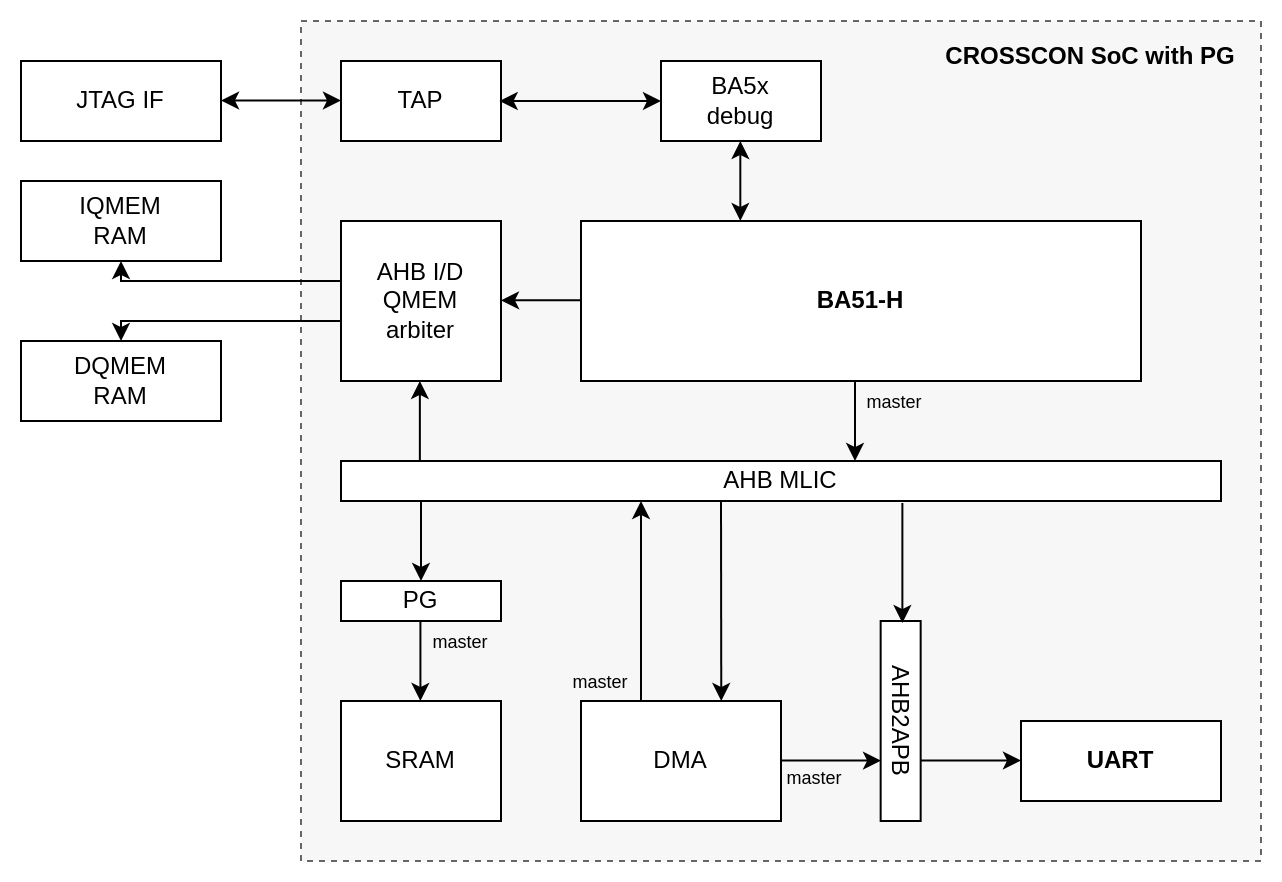 CROSSCON SoC with PG
JTAG IF
TAP
BA5x
debug
IQMEM
RAM
AHB I/D
QMEM
arbiter
BA51-H
DQMEM
RAM
master
AHB MLIC
PG
master
master
AHB2APB
SRAM
DMA
master
UART